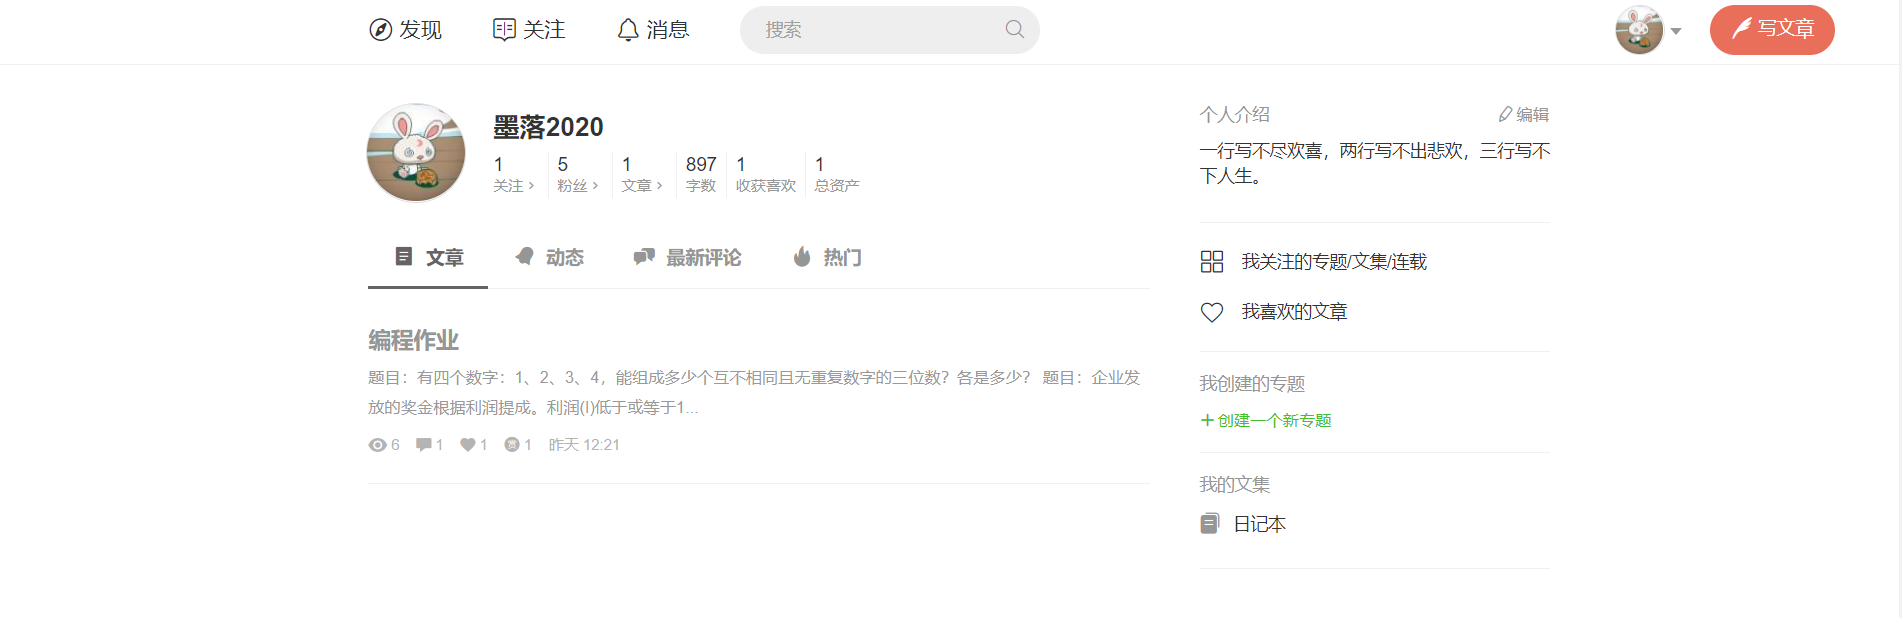 发现 关注 消息 搜索 写文章
墨落2020
1 5 1 897 1 1
关注 粉丝 文章 字数 收获喜欢 总资产
文章 动态 最新评论 热门
编程作业
题目：有四个数字：1、2、3、4，能组成多少个互不相同且无重复数字的三位数？各是多少？ 题目：企业发
放的奖金根据利润提成。利润(I)低于或等于1...
6 1 1 赏 1 昨天 12:21
个人介绍 编辑
一行写不尽欢喜，两行写不出悲欢，三行写不
下人生。
我关注的专题/文集/连载
我喜欢的文章
我创建的专题
+创建一个新专题
我的文集
日记本